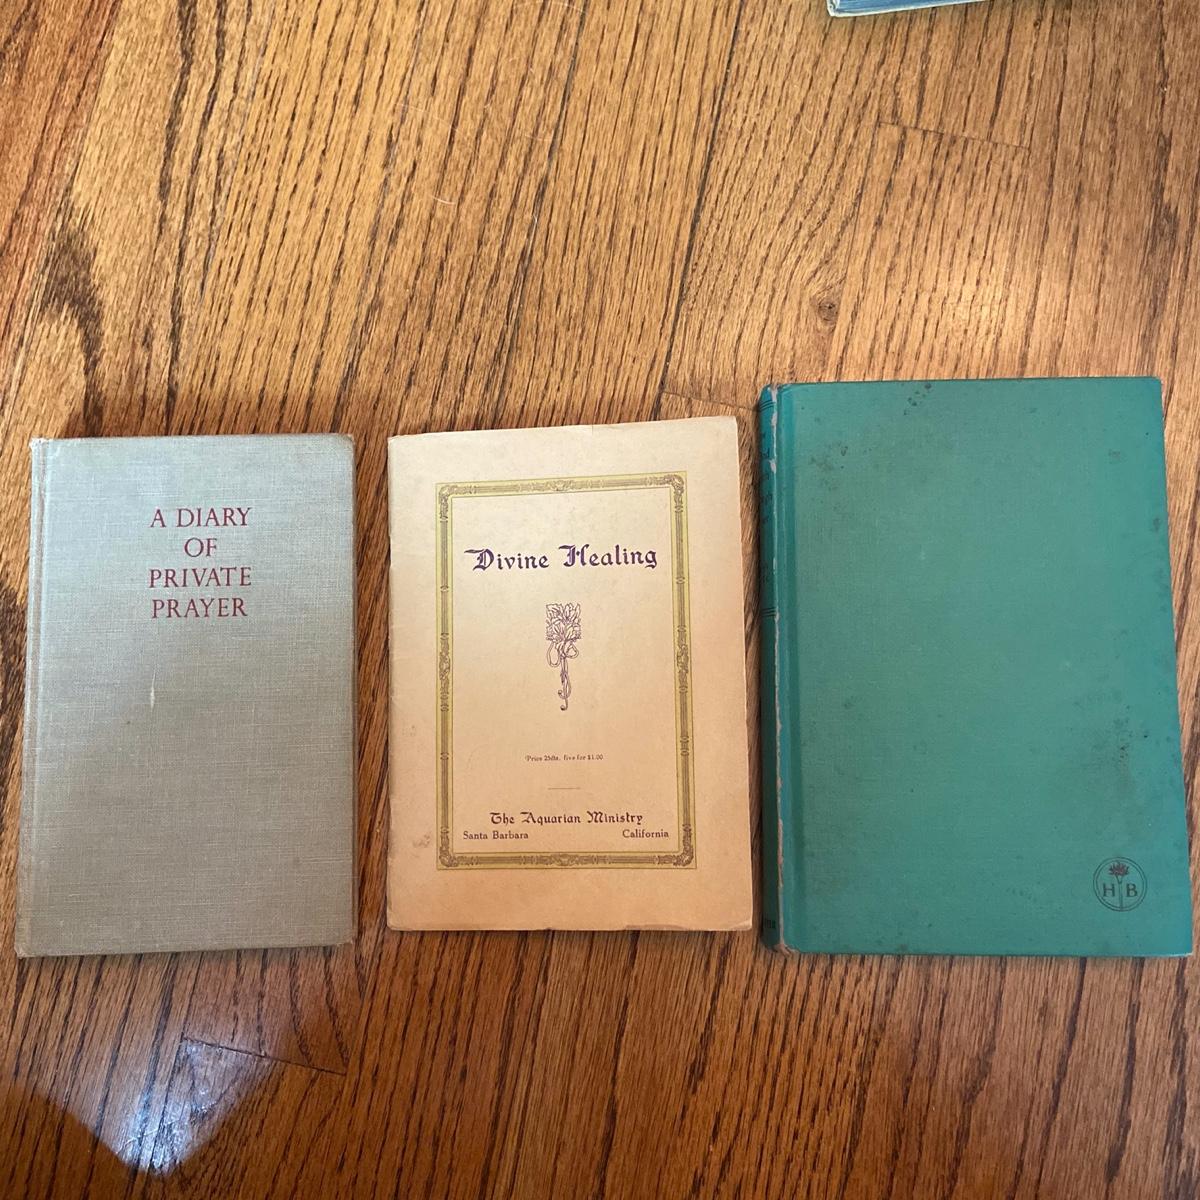 A DIARY
OF
PRIVATE
PRAYER
Divine Healing
Price 25cts. five for $1.00
The Aquarian Ministry
Santa Barbara California
H B